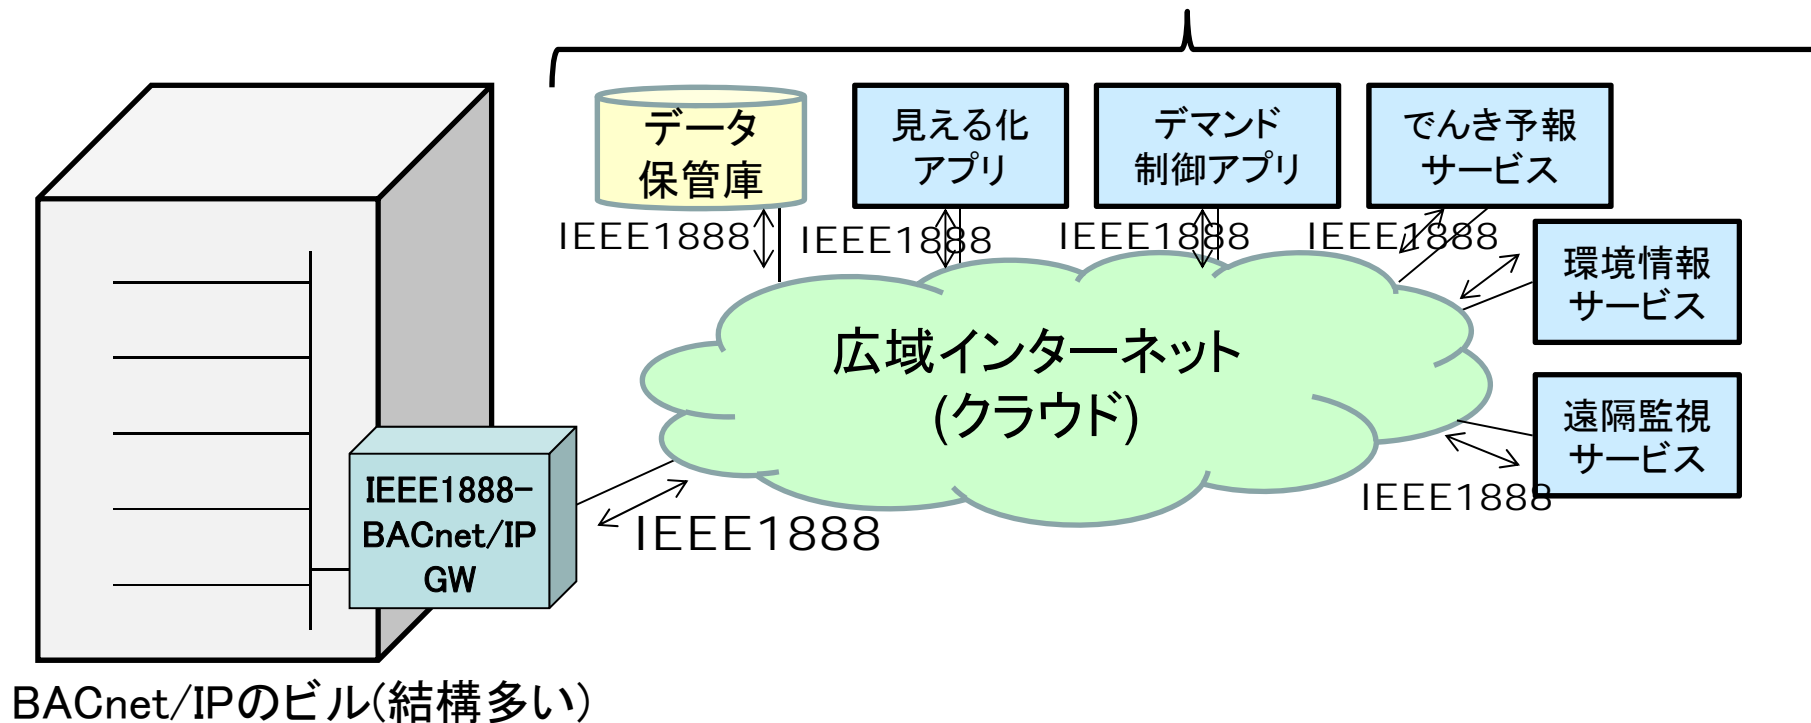 データ
保管庫
見える化
アプリ
デマンド
制御アプリ
でんき予報
サービス
IEEE1888
IEEE1888
IEEE1888
IEEE1888
環境情報
サービス
広域インターネット
(クラウド)
遠隔監視
サービス
IEEE1888
IEEE1888-
BACnet/IP
GW
IEEE1888
BACnet/IPのビル(結構多い)